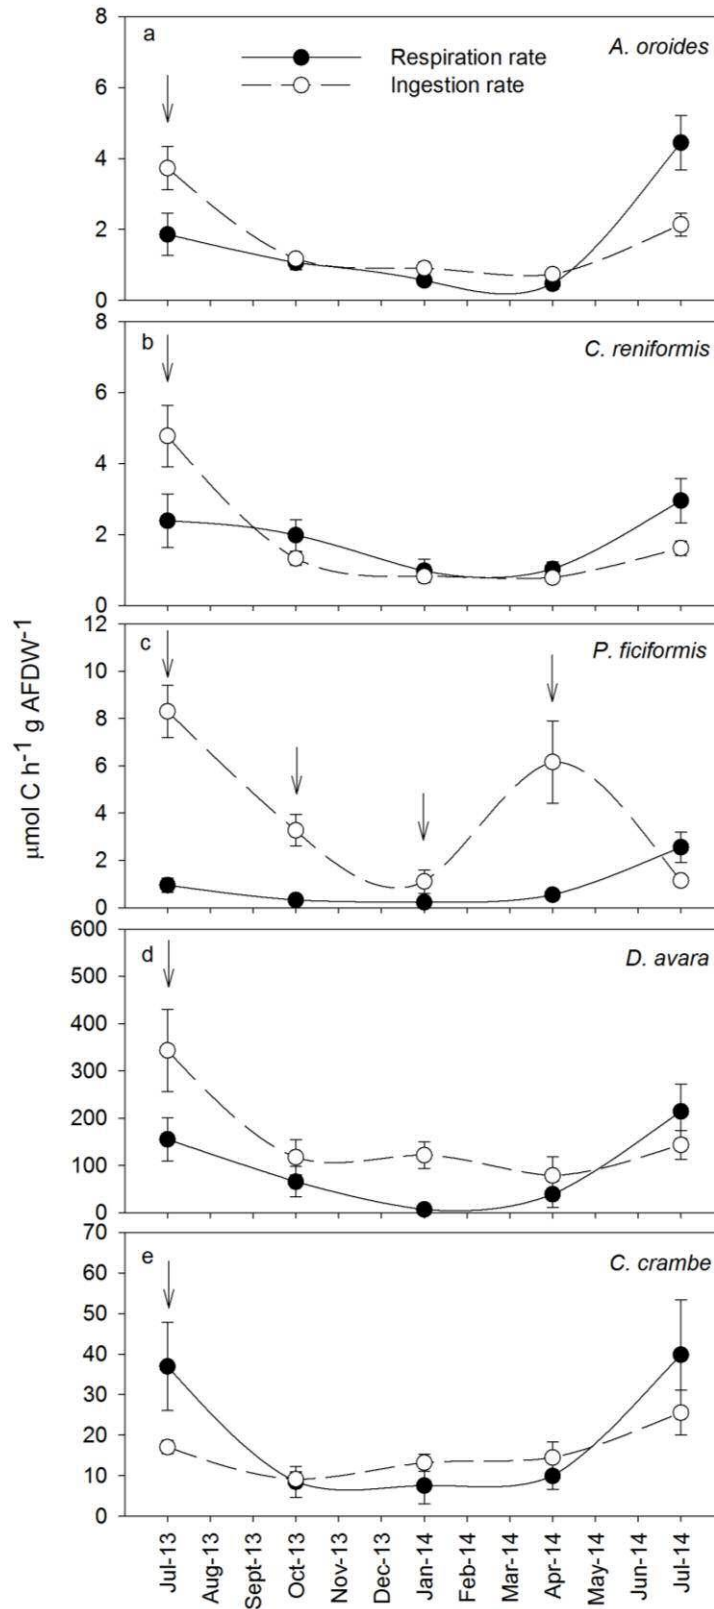 μmol C h⁻¹ g AFDW⁻¹
8
6
4
2
0
a
A. oroides
Respiration rate
Ingestion rate
8
6
4
2
0
b
C. reniformis
12
10
8
6
4
2
0
c
P. ficiformis
600
500
400
300
200
100
0
d
D. avara
70
60
50
40
30
20
10
0
e
C. crambe
Jul-13
Aug-13
Sept-13
Oct-13
Nov-13
Dec-13
Jan-14
Feb-14
Mar-14
Apr-14
May-14
Jun-14
Jul-14